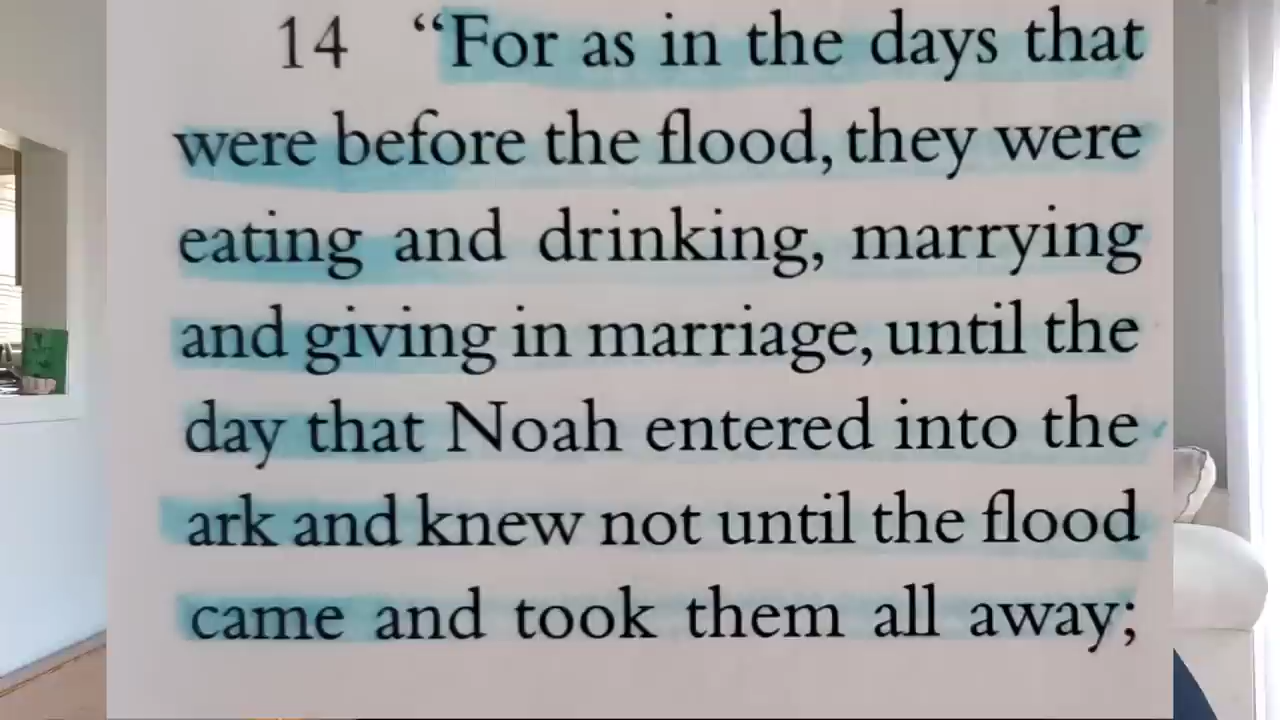 14 “For as in the days that
were before the flood, they were
eating and drinking, marrying
and giving in marriage, until the
day that Noah entered into the
ark and knew not until the flood
came and took them all away;